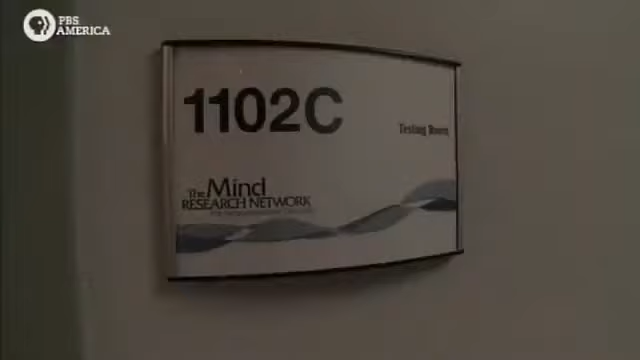 PBS
AMERICA
1102C
Testing Room
The Mind
RESEARCH NETWORK